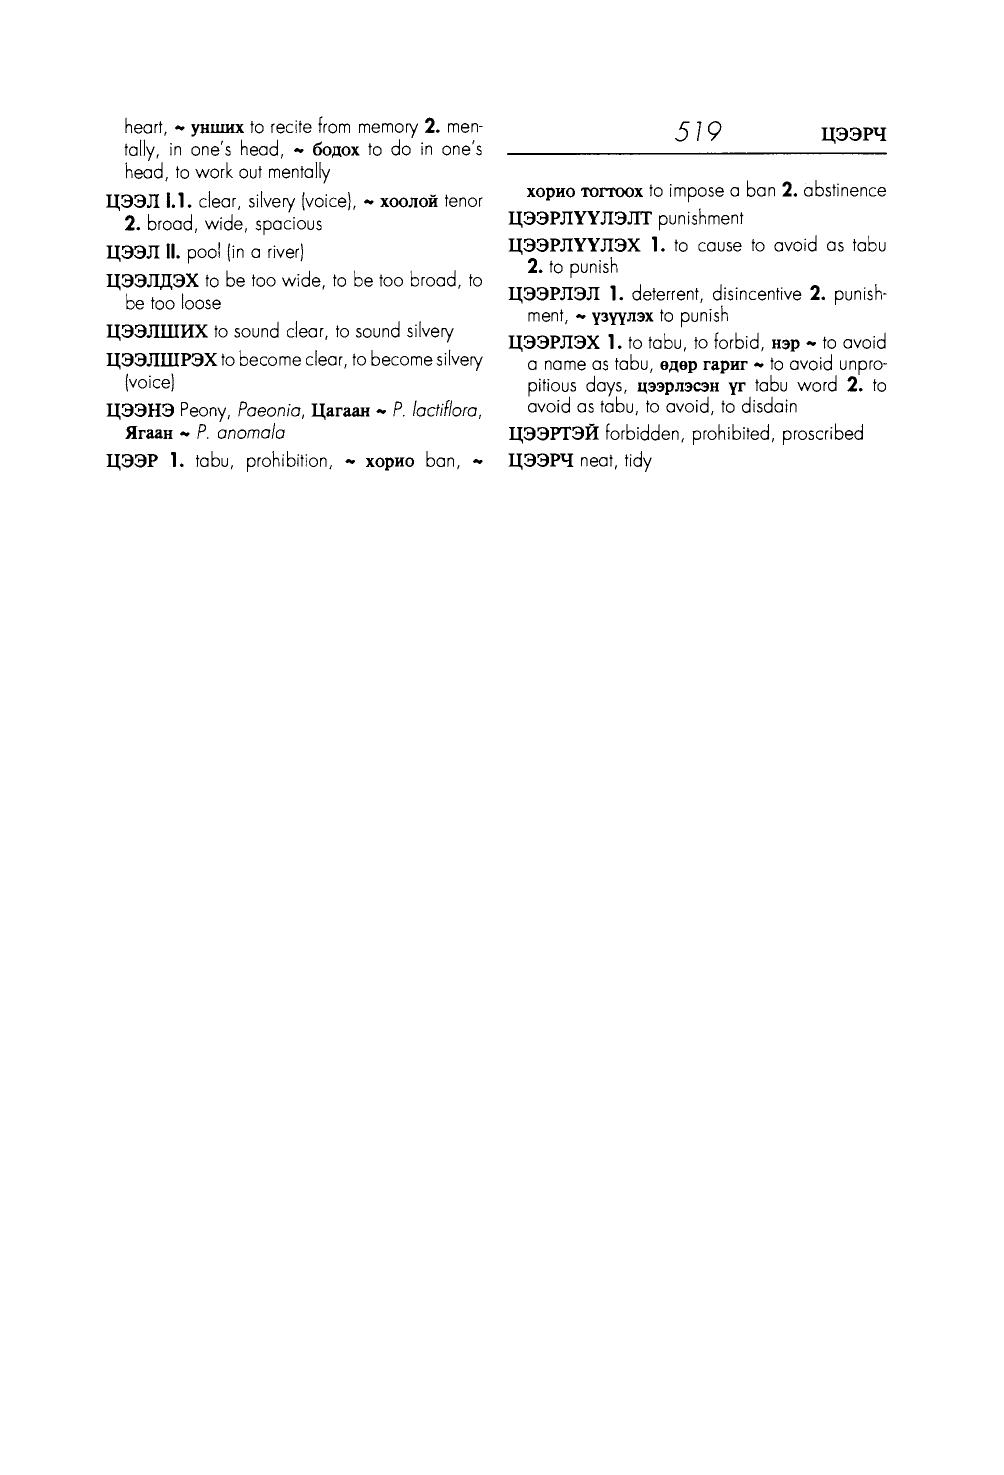 heart, ~ унших to recite from memory 2. men-
tally, in one's head, ~ бодох to do in one's
head, to work out mentally
ЦЭЭЛ I.1. clear, silvery (voice), ~ хоолой tenor
2. broad, wide, spacious
ЦЭЭЛ II. pool (in a river)
ЦЭЭЛДЭХ to be too wide, to be too broad, to
be too loose
ЦЭЭЛШИХ to sound clear, to sound silvery
ЦЭЭЛШРЭХ to become clear, to become silvery
(voice)
ЦЭЭНЭ Peony, Paeonia, Цагаан ~ P. lactiflora,
Ягаан ~ P. anomala
ЦЭЭР 1. tabu, prohibition, ~ хорио ban, ~
519 ЦЭЭРЧ
хорио тогтоох to impose a ban 2. abstinence
ЦЭЭРЛҮҮЛЭЛТ punishment
ЦЭЭРЛҮҮЛЭХ 1. to cause to avoid as tabu
2. to punish
ЦЭЭРЛЭЛ 1. deterrent, disincentive 2. punish-
ment, ~ үзүүлэх to punish
ЦЭЭРЛЭХ 1. to tabu, to forbid, нэр ~ to avoid
a name as tabu, өдөр гариг ~ to avoid unpro-
pitious days, цээрлэсэн үг tabu word 2. to
avoid as tabu, to avoid, to disdain
ЦЭЭРТЭЙ forbidden, prohibited, proscribed
ЦЭЭРЧ neat, tidy